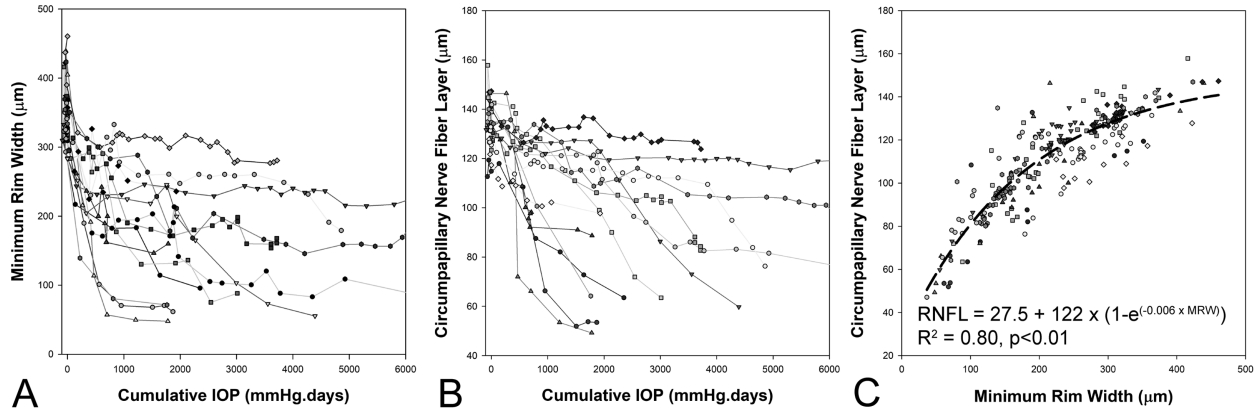 A
Minimum Rim Width (μm)
500
400
300
200
100
0
0 1000 2000 3000 4000 5000 6000
Cumulative IOP (mmHg.days)
B
Circumpapillary Nerve Fiber Layer (μm)
180
160
140
120
100
80
60
40
0 1000 2000 3000 4000 5000 6000
Cumulative IOP (mmHg.days)
C
Circumpapillary Nerve Fiber Layer (μm)
180
160
140
120
100
80
60
40
20
RNFL = 27.5 + 122 x (1-e(-0.006 x MRW))
R2 = 0.80, p<0.01
0 100 200 300 400 500
Minimum Rim Width (μm)